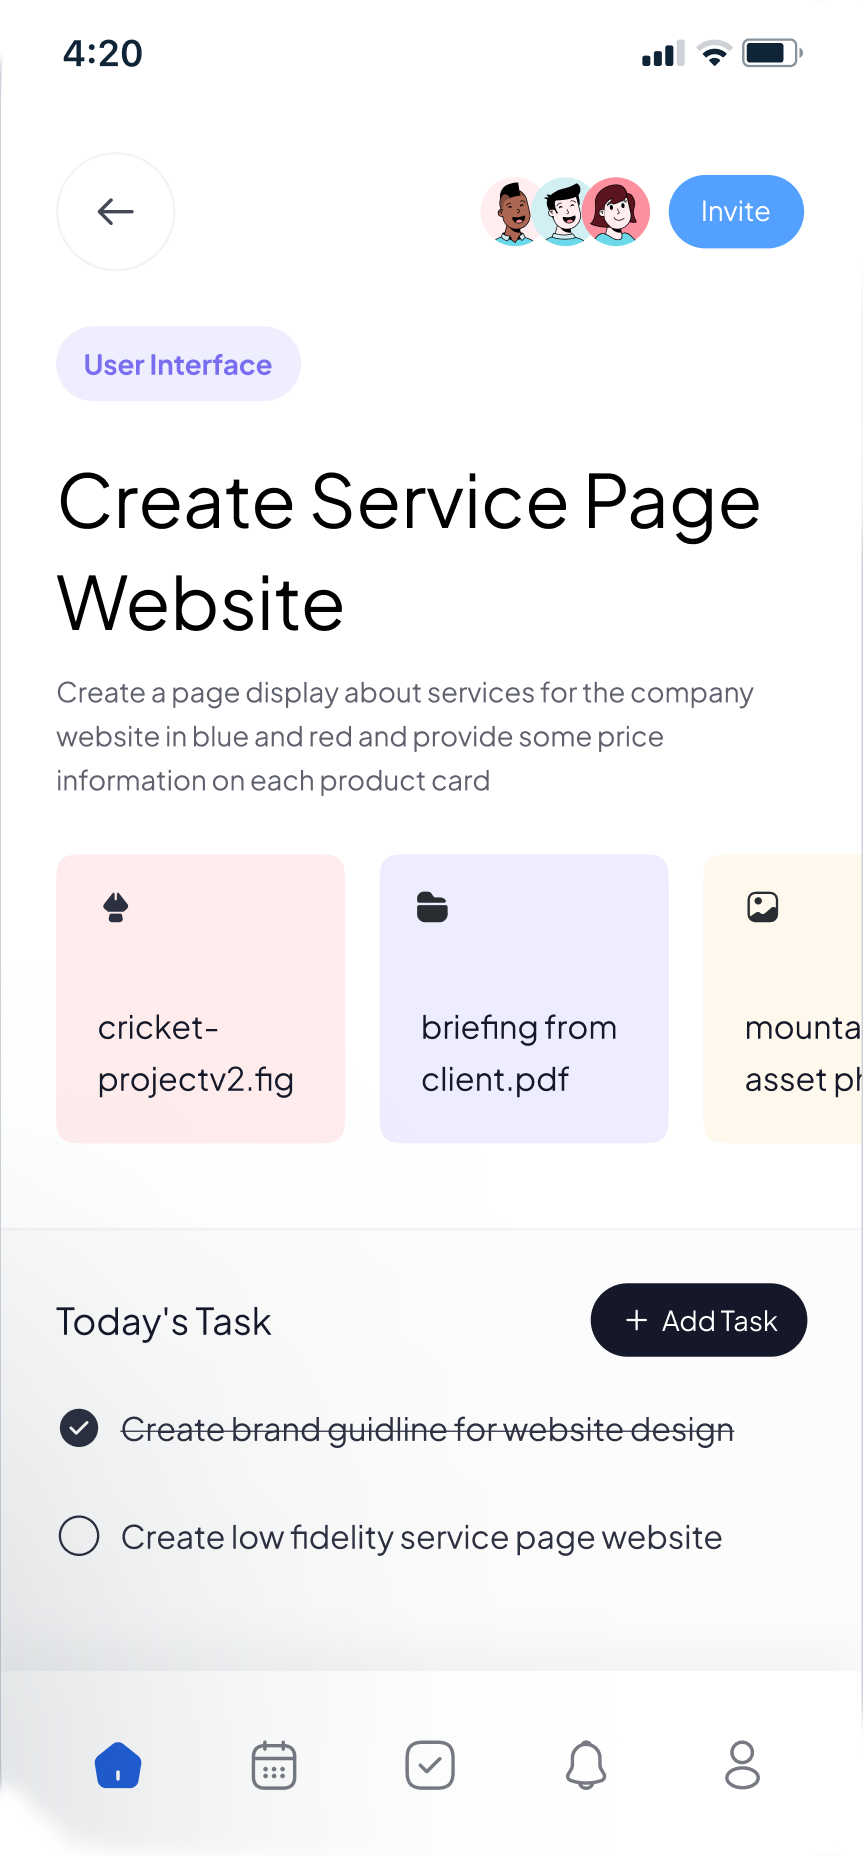 4:20
Invite
User Interface
Create Service Page
Website
Create a page display about services for the company
website in blue and red and provide some price
information on each product card
cricket-
projectv2.fig
briefing from
client.pdf
mounta
asset ph
Today's Task
+ Add Task
Create brand guidline for website design
Create low fidelity service page website